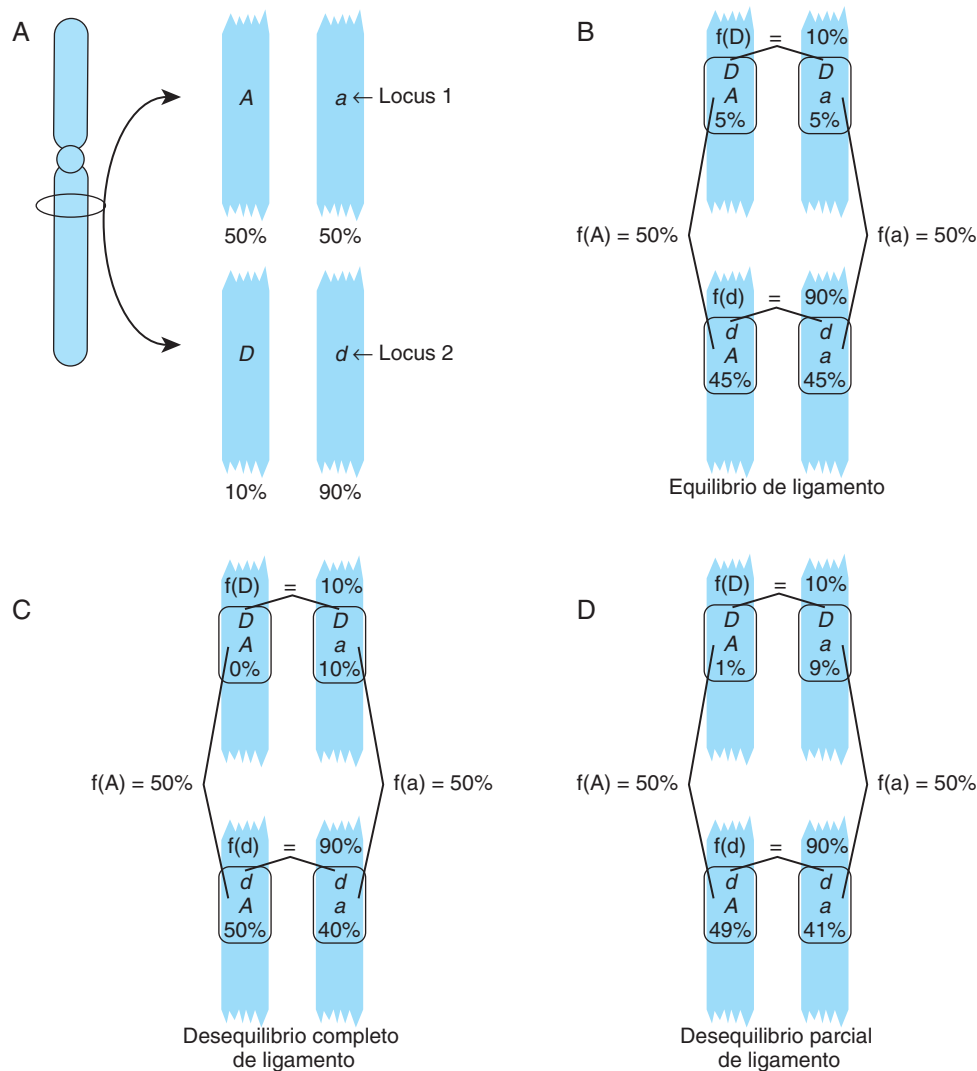 A
A
a ← Locus 1
50% 50%
D
d ← Locus 2
10% 90%
B
f(D) = 10%
D D
A a
5% 5%
f(A) = 50% f(a) = 50%
f(d) = 90%
d d
A a
45% 45%
Equilibrio de ligamento
C
f(D) = 10%
D D
A a
0% 10%
f(A) = 50% f(a) = 50%
f(d) = 90%
d d
A a
50% 40%
Desequilibrio completo
de ligamento
D
f(D) = 10%
D D
A a
1% 9%
f(A) = 50% f(a) = 50%
f(d) = 90%
d d
A a
49% 41%
Desequilibrio parcial
de ligamento